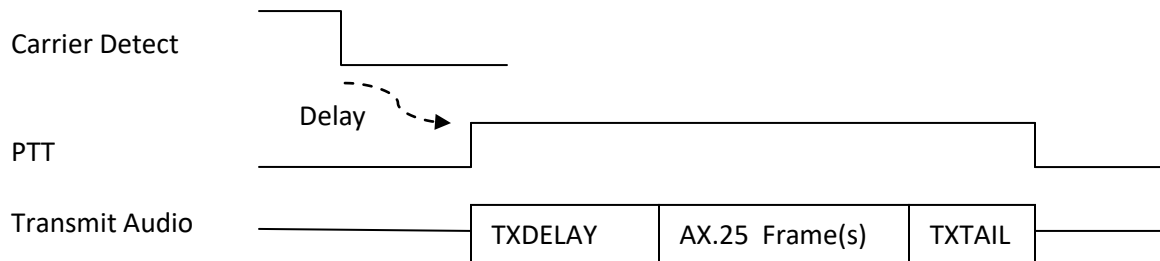 Carrier Detect
Delay
PTT
Transmit Audio
TXDELAY
AX.25 Frame(s)
TXTAIL